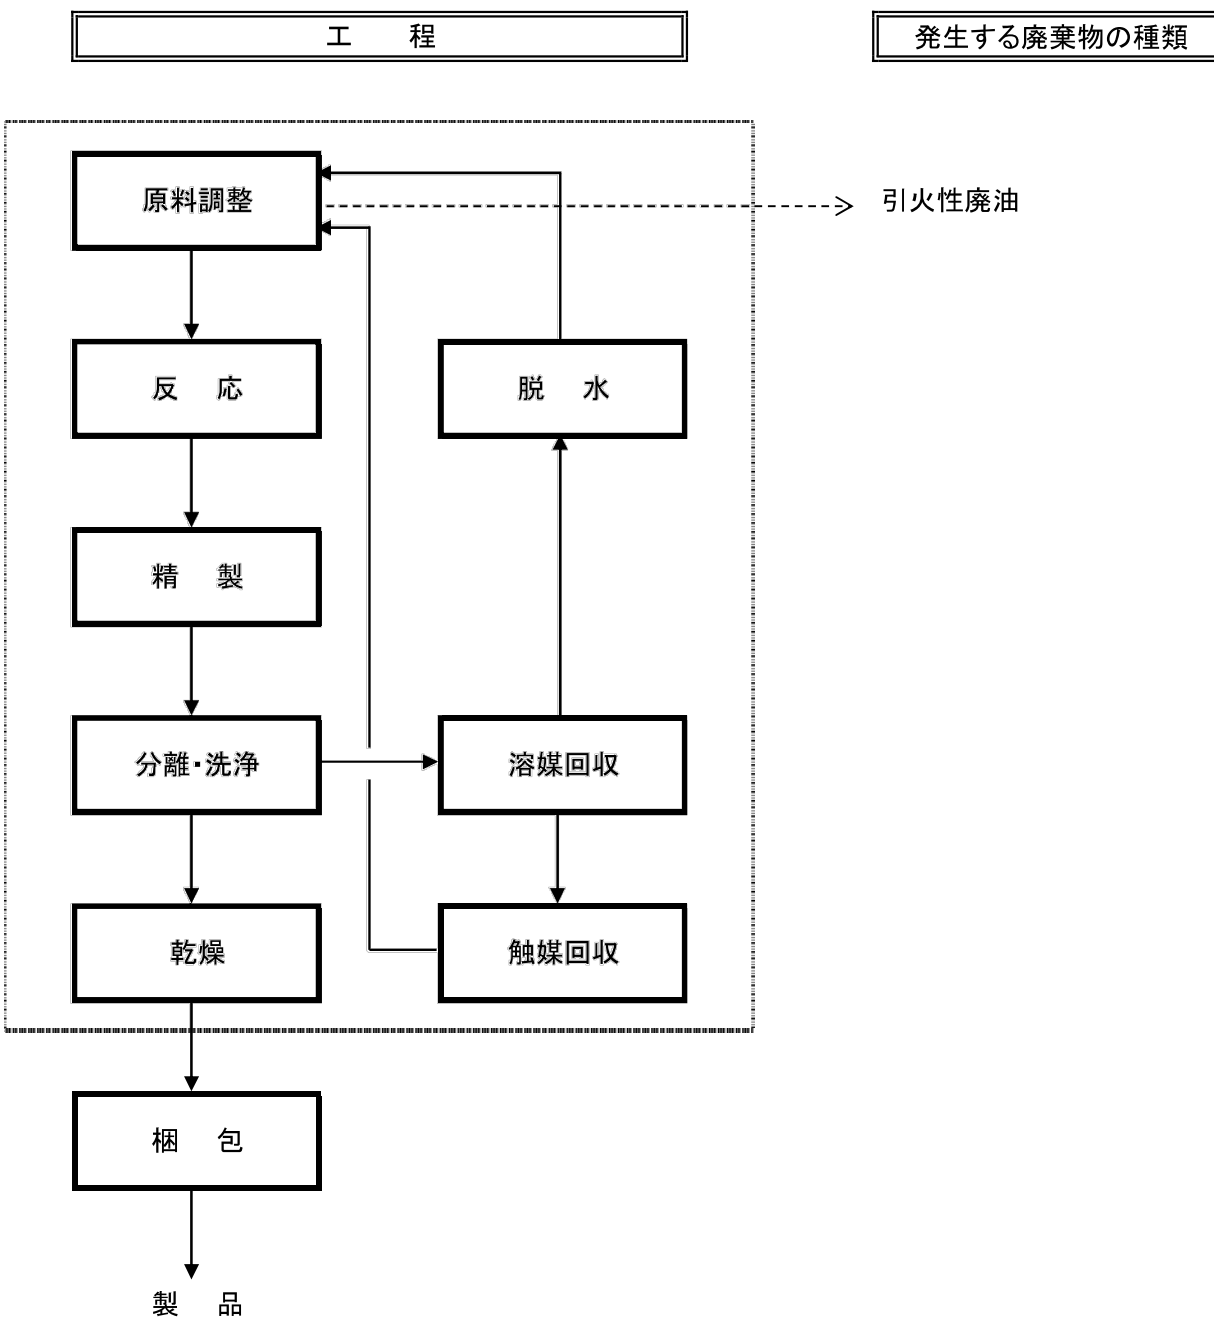 工　程　発生する廃棄物の種類
原料調整　引火性廃油
反　応　脱　水
精　製
分離・洗浄　溶媒回収
乾燥　触媒回収
梱　包
製　品